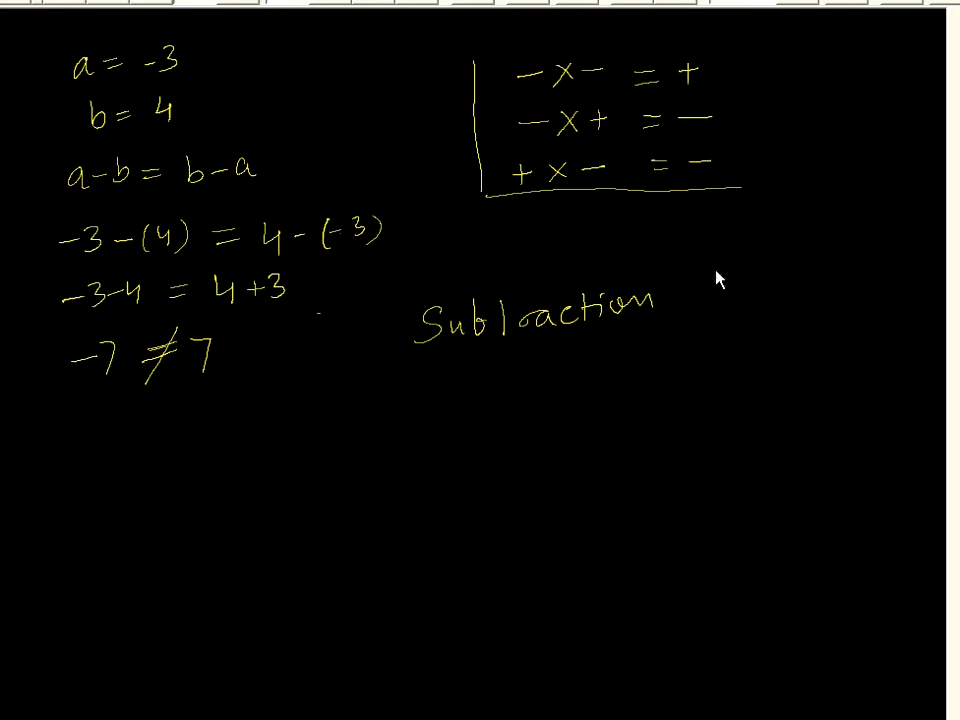 a = -3
b = 4
a-b = b-a
-3-(4) = 4-(-3)
-3-4 = 4+3
-7 ≠ 7
- x - = +
- x + = -
+ x - = -
Subtraction